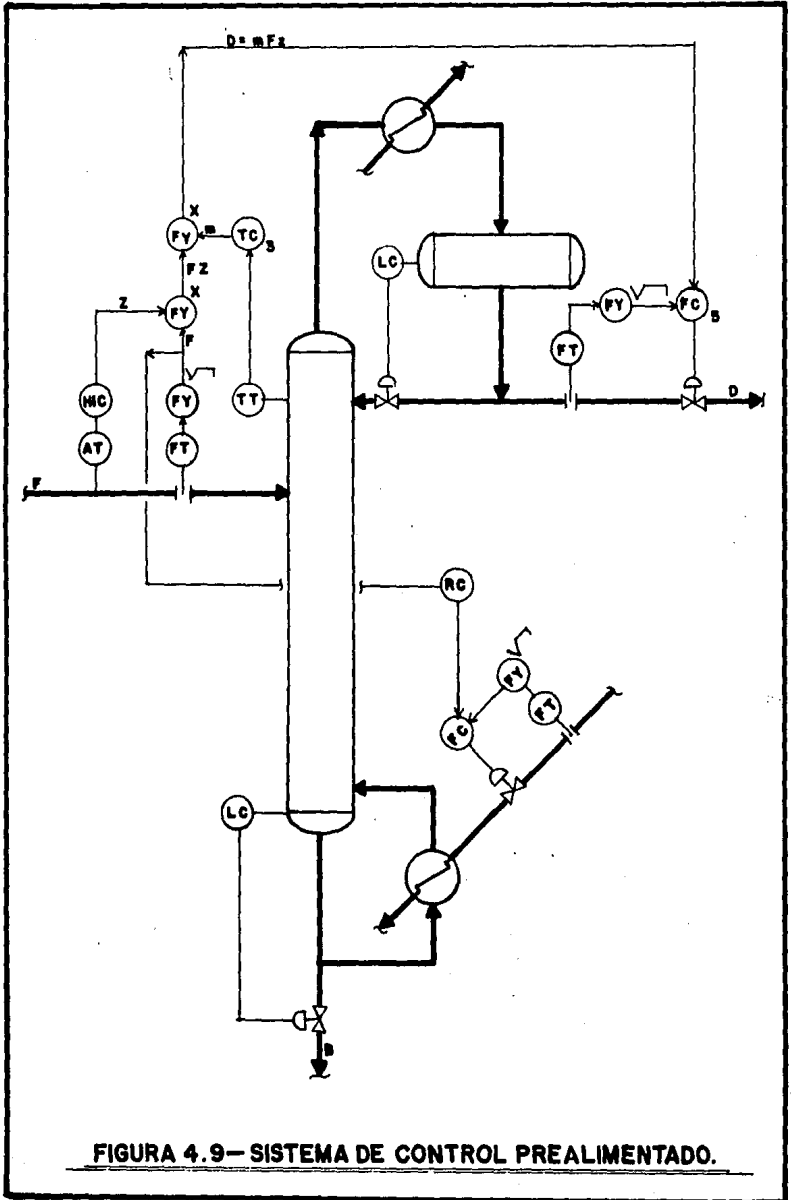 D= mFz
X
FY
m
TC
3
FZ
X
Z
FY
F
LC
FY
FC
5
FT
HIC
FY
TT
D
AT
FT
F
RC
FY
FT
FC
LC
B
FIGURA 4.9— SISTEMA DE CONTROL PREALIMENTADO.